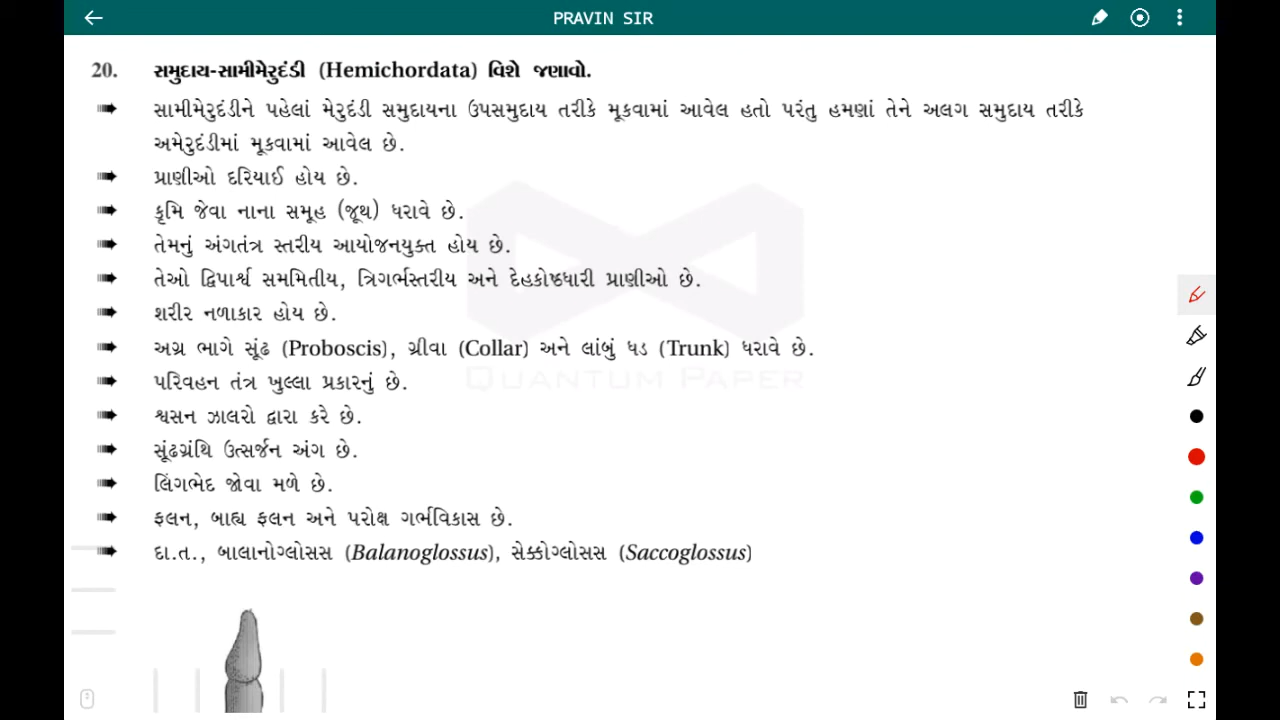 PRAVIN SIR
20. સમુદાય-સામીમેરુદંડી (Hemichordata) વિશે જણાવો.
સામીમેરુદંડીને પહેલાં મેરુદંડી સમુદાયના ઉપસમુદાય તરીકે મૂકવામાં આવેલ હતો પરંતુ હમણાં તેને અલગ સમુદાય તરીકે
અમેરુદંડીમાં મૂકવામાં આવેલ છે.
પ્રાણીઓ દરિયાઈ હોય છે.
કૃમિ જેવા નાના સમૂહ (જૂથ) ધરાવે છે.
તેમનું અંગતંત્ર સ્તરીય આયોજનયુક્ત હોય છે.
તેઓ દ્વિપાર્શ્વ સમમિતીય, ત્રિગર્ભસ્તરીય અને દેહકોષ્ઠધારી પ્રાણીઓ છે.
શરીર નળાકાર હોય છે.
અગ્ર ભાગે સૂંઢ (Proboscis), ગ્રીવા (Collar) અને લાંબું ધડ (Trunk) ધરાવે છે.
QUANTUM PAPER
પરિવહન તંત્ર ખુલ્લા પ્રકારનું છે.
શ્વસન ઝાલરો દ્વારા કરે છે.
સૂંઢગ્રંથિ ઉત્સર્જન અંગ છે.
લિંગભેદ જોવા મળે છે.
ફલન, બાહ્ય ફલન અને પરોક્ષ ગર્ભવિકાસ છે.
દા.ત., બાલાનોગ્લોસસ (Balanoglossus), સેક્કોગ્લોસસ (Saccoglossus)